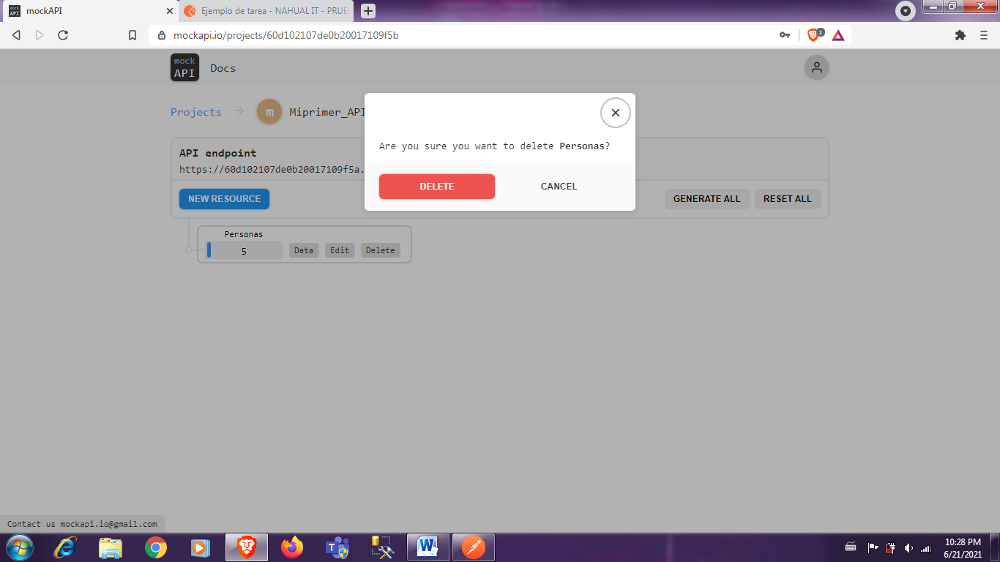 mockAPI
Ejemplo de tarea - NAHUAL IT - PRUE
mockapi.io/projects/60d102107de0b20017109f5b
1
mock
API
Docs
Projects
m
Miprimer_API
Are you sure you want to delete Personas?
DELETE
CANCEL
API endpoint
https://60d102107de0b20017109f5a.
NEW RESOURCE
GENERATE ALL
RESET ALL
Personas
5
Data
Edit
Delete
Contact us mockapi.io@gmail.com
10:28 PM
6/21/2021